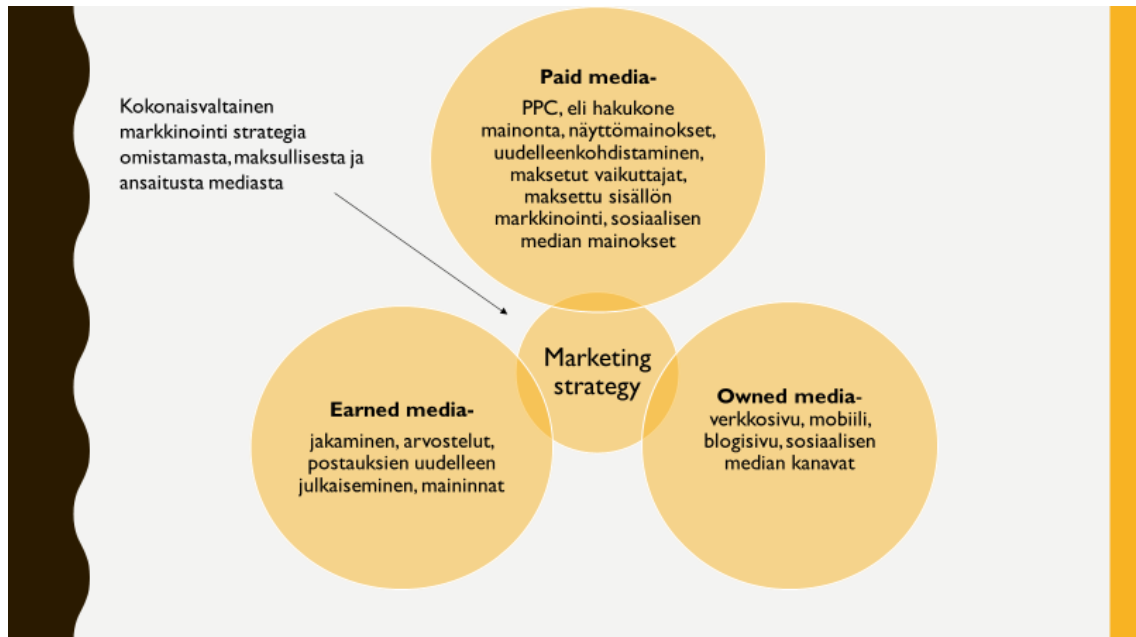 Kokonaisvaltainen
markkinointi strategia
omistamasta, maksullisesta ja
ansaitusta mediasta
Paid media-
PPC, eli hakukone
mainonta, näyttömainokset,
uudelleenkohdistaminen,
maksetut vaikuttajat,
maksettu sisällön
markkinointi, sosiaalisen
median mainokset
Marketing
strategy
Earned media-
jakaminen, arvostelut,
postauksien uudelleen
julkaiseminen, maininnat
Owned media-
verkkosivu, mobiili,
blogisivu, sosiaalisen
median kanavat